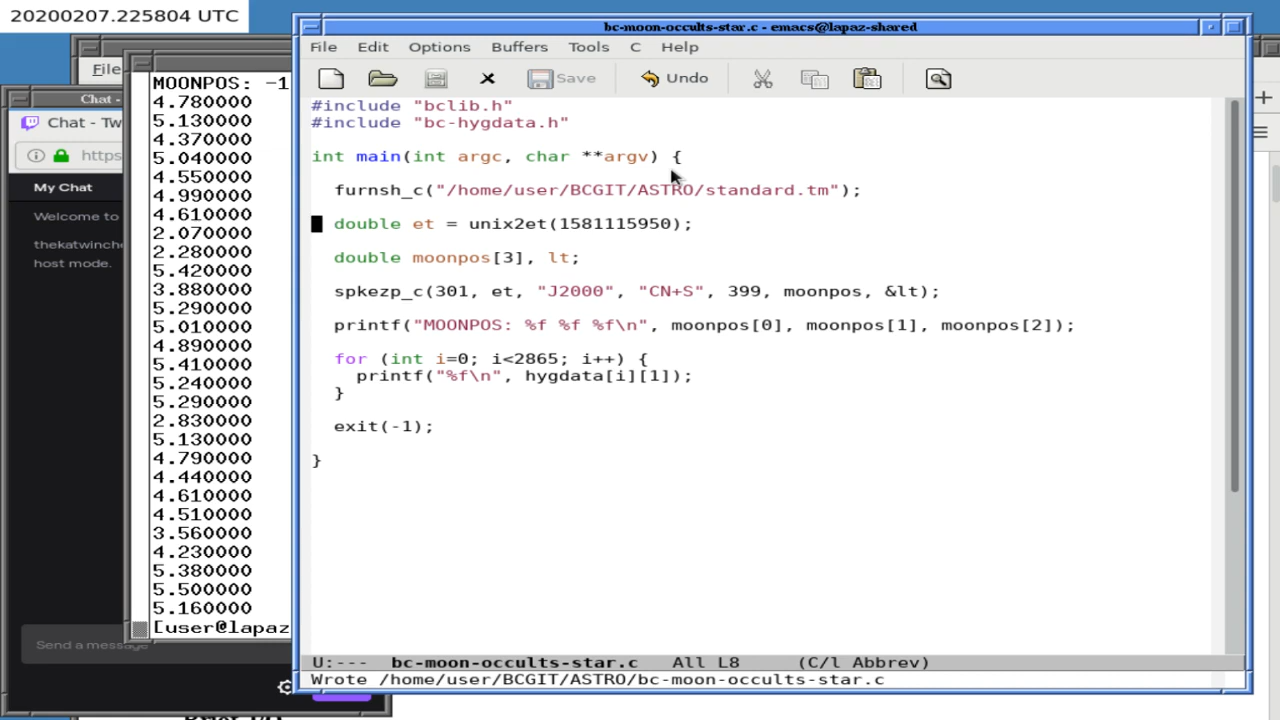 20200207.225804 UTC
bc-moon-occults-star.c - emacs@lapaz-shared
File Edit Options Buffers Tools C Help
Save Undo
#include "bclib.h"
#include "bc-hygdata.h"
int main(int argc, char **argv) {
furnsh_c("/home/user/BCGIT/ASTRO/standard.tm");
double et = unix2et(1581115950);
double moonpos[3], lt;
spkezp_c(301, et, "J2000", "CN+S", 399, moonpos, &lt);
printf("MOONPOS: %f %f %f\n", moonpos[0], moonpos[1], moonpos[2]);
for (int i=0; i<2865; i++) {
printf("%f\n", hygdata[i][1]);
}
exit(-1);
}
U:--- bc-moon-occults-star.c All L8 (C/l Abbrev)
Wrote /home/user/BCGIT/ASTRO/bc-moon-occults-star.c
File
MOONPOS: -1
4.780000
5.130000
4.370000
5.040000
4.550000
4.990000
4.610000
2.070000
2.280000
5.420000
3.880000
5.290000
5.010000
4.890000
5.410000
5.240000
5.290000
2.830000
5.130000
4.790000
4.440000
4.610000
4.510000
3.560000
4.230000
5.380000
5.500000
5.160000
[user@lapaz
Chat -
Chat - Tw
https
My Chat
Welcome to
thekatwinche
host mode.
Send a message